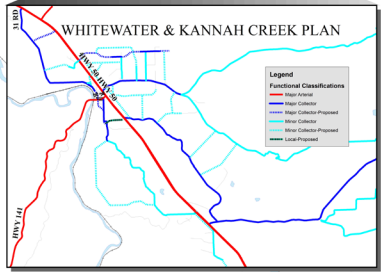 WHITEWATER & KANNAH CREEK PLAN
31 RD
HWY 50
HWY 50
HWY 141
Legend
Functional Classifications
Major Arterial
Major Collector
Major Collector-Proposed
Minor Collector
Minor Collector-Proposed
Local-Proposed